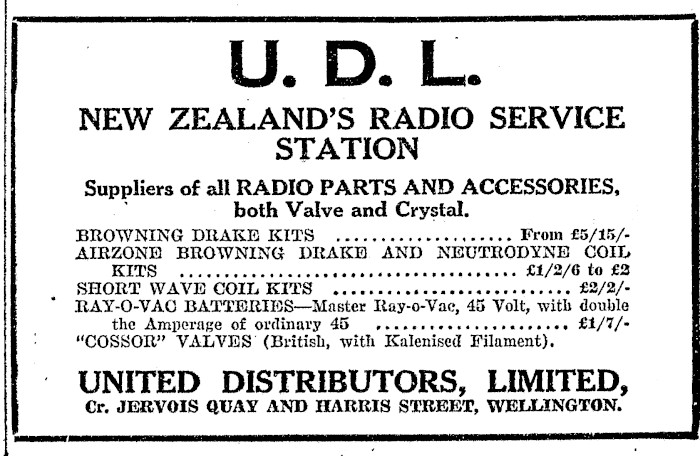 U. D. L.
NEW ZEALAND'S RADIO SERVICE
STATION
Suppliers of all RADIO PARTS AND ACCESSORIES,
both Valve and Crystal.
BROWNING DRAKE KITS .................... From £5/15/-
AIRZONE BROWNING DRAKE AND NEUTRODYNE COIL
KITS ...................................... £1/2/6 to £2
SHORT WAVE COIL KITS ........................... £2/2/-
RAY-O-VAC BATTERIES—Master Ray-o-Vac, 45 Volt, with double
the Amperage of ordinary 45 ...................... £1/7/-
"COSSOR" VALVES (British, with Kalenised Filament).
UNITED DISTRIBUTORS, LIMITED,
Cr. JERVOIS QUAY AND HARRIS STREET, WELLINGTON.